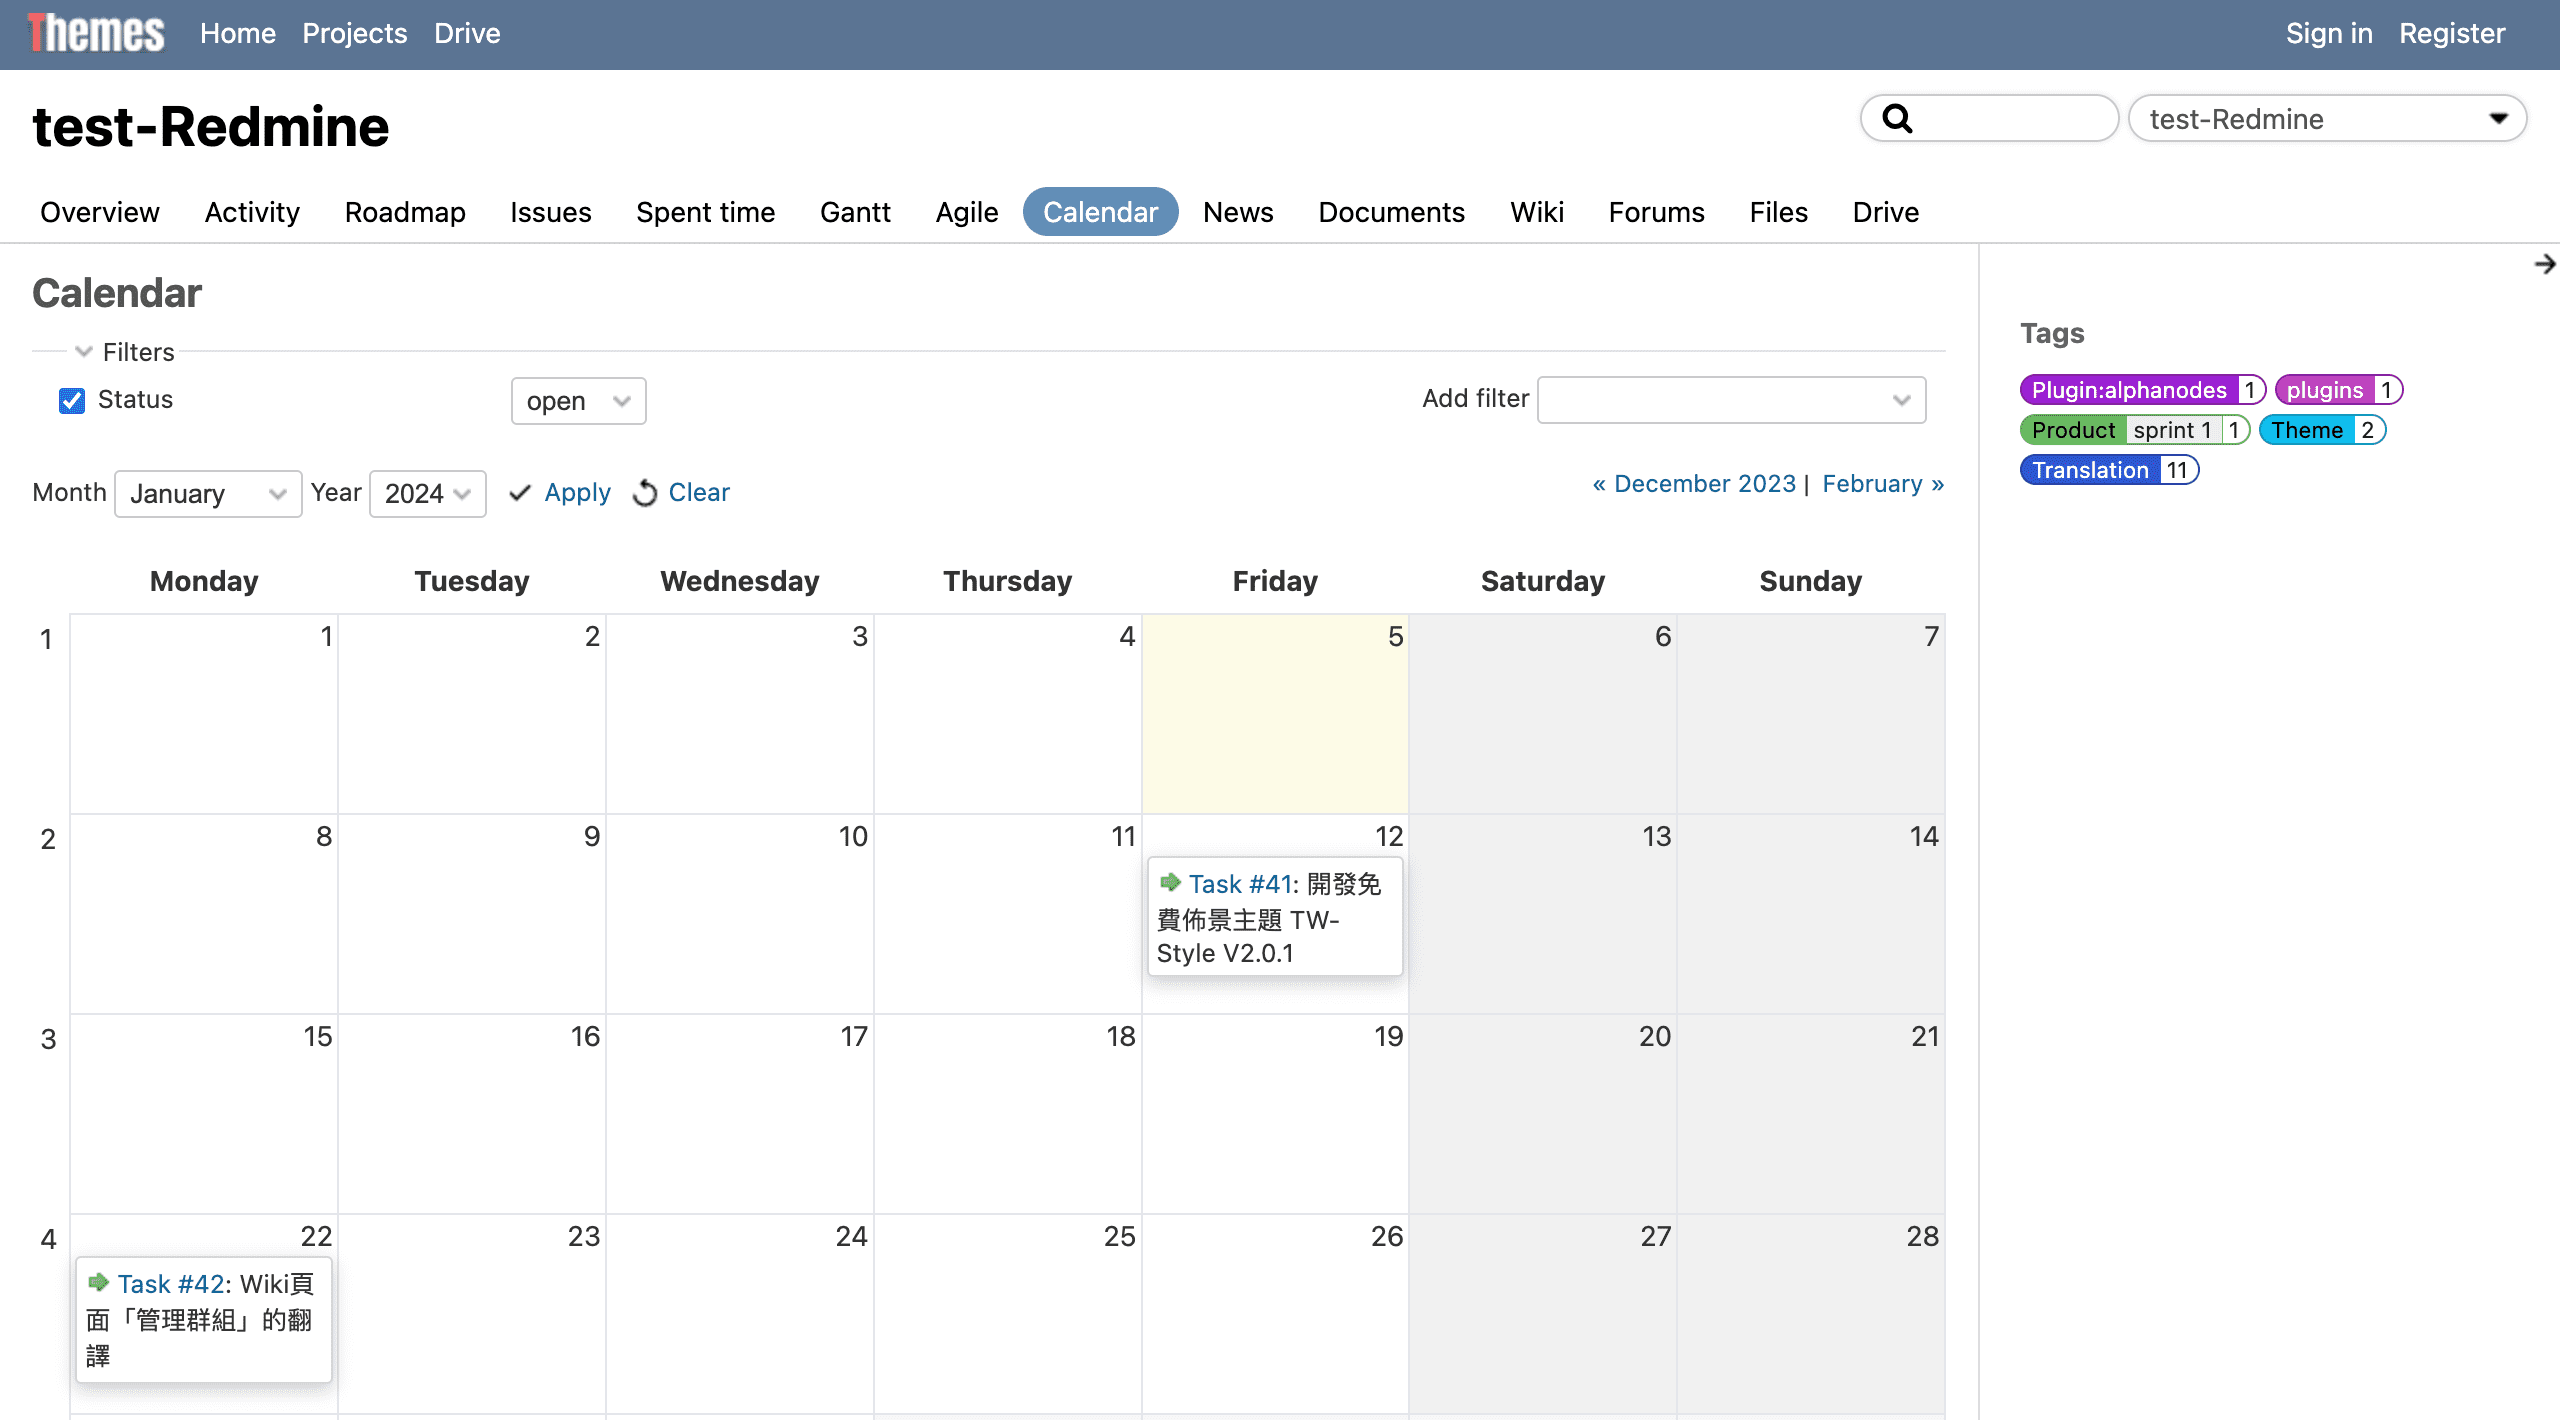 Themes Home Projects Drive Sign in Register
test-Redmine
test-Redmine
Overview Activity Roadmap Issues Spent time Gantt Agile Calendar News Documents Wiki Forums Files Drive
Calendar
Filters
Status open Add filter
Month January Year 2024 Apply Clear « December 2023 | February »
Monday Tuesday Wednesday Thursday Friday Saturday Sunday
1 1 2 3 4 5 6 7
2 8 9 10 11 12 13 14
Task #41: 開發免
費佈景主題 TW-
Style V2.0.1
3 15 16 17 18 19 20 21
4 22 23 24 25 26 27 28
Task #42: Wiki頁
面「管理群組」的翻
譯
Tags
Plugin:alphanodes 1 plugins 1
Product sprint 1 1 Theme 2
Translation 11